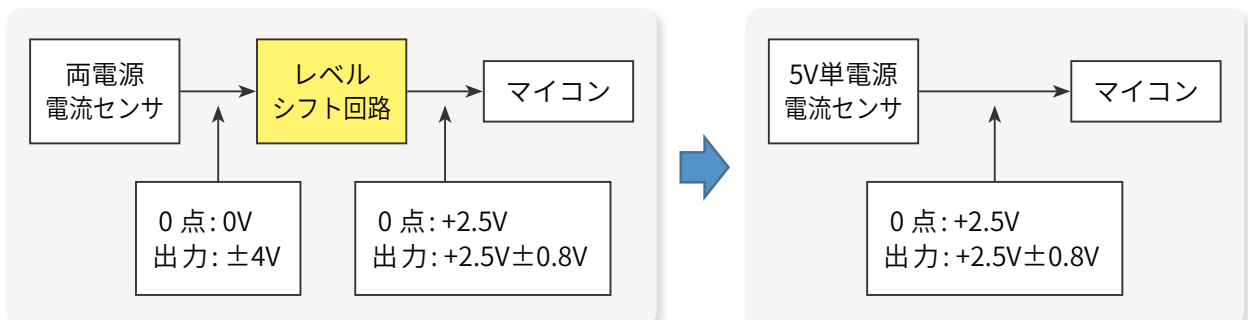 両電源
電流センサ
レベル
シフト回路
マイコン
0 点: 0V
出力: ±4V
0 点: +2.5V
出力: +2.5V±0.8V
5V単電源
電流センサ
マイコン
0 点: +2.5V
出力: +2.5V±0.8V